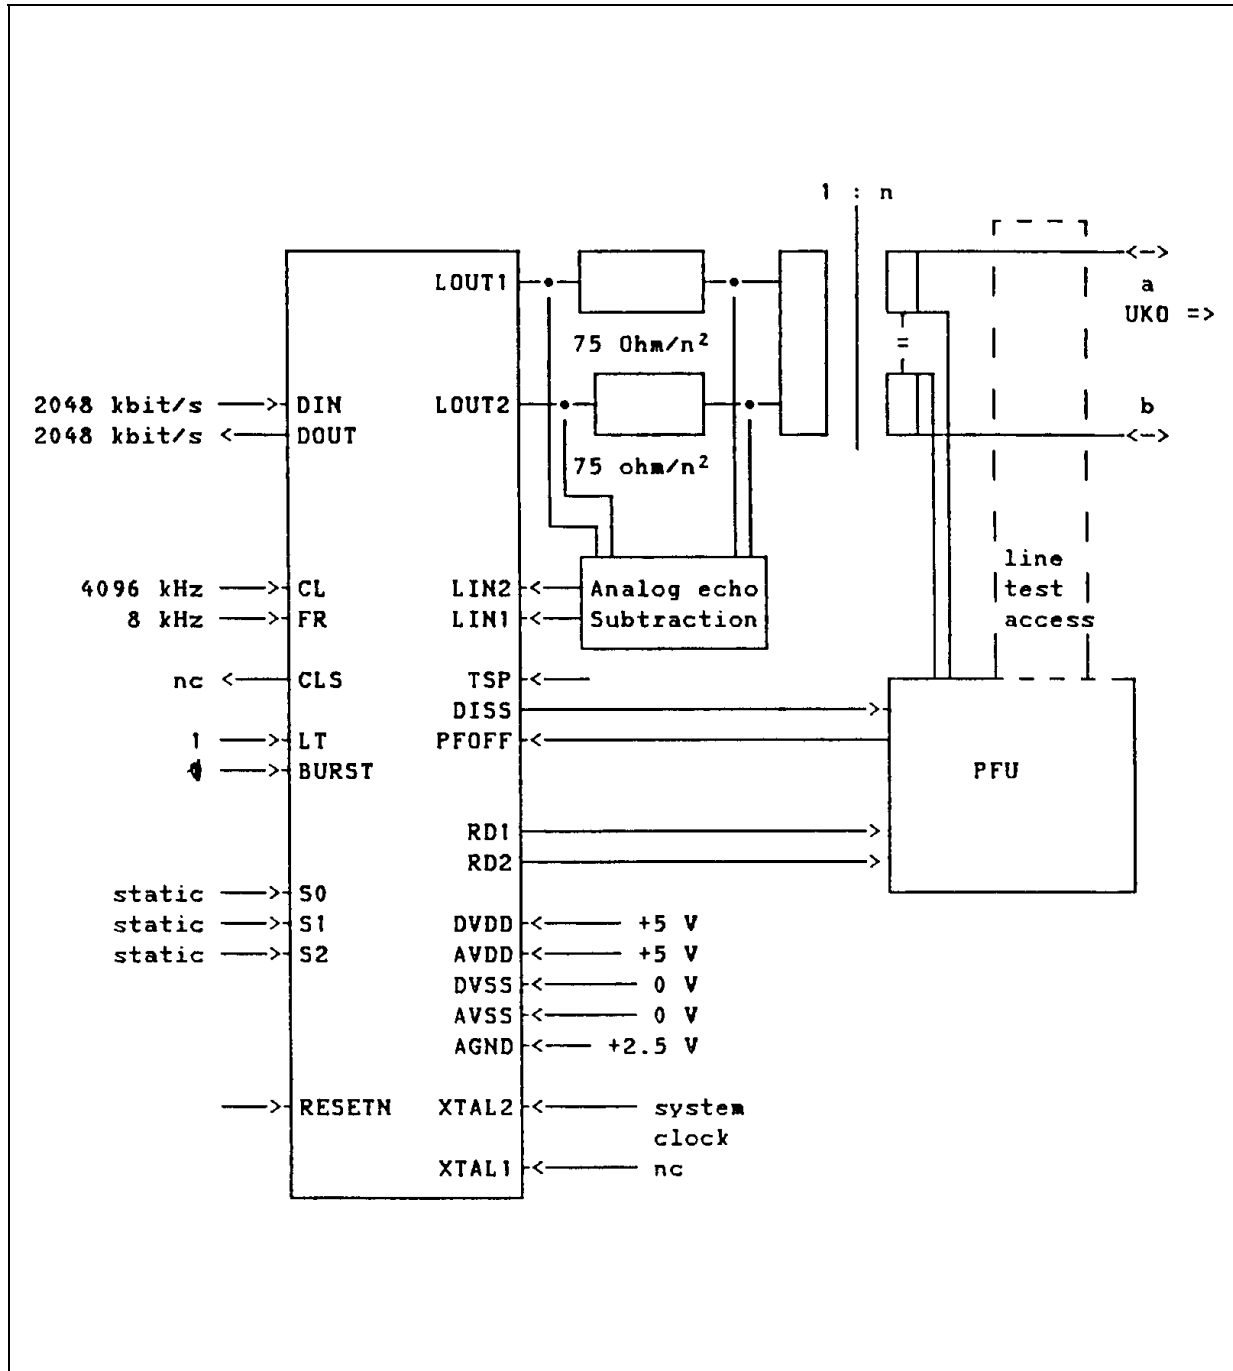 1 : n
LOUT1
a
UK0 =>
75 Ohm/n²
=
2048 kbit/s DIN LOUT2 b
2048 kbit/s DOUT
75 ohm/n²
line
4096 kHz CL LIN2 Analog echo test
8 kHz FR LIN1 Subtraction access
nc CLS TSP
DISS
1 LT PFOFF
BURST PFU
RD1
RD2
static S0
static S1 DVDD +5 V
static S2 AVDD +5 V
DVSS 0 V
AVSS 0 V
AGND +2.5 V
RESETN XTAL2 system
clock
XTAL1 nc